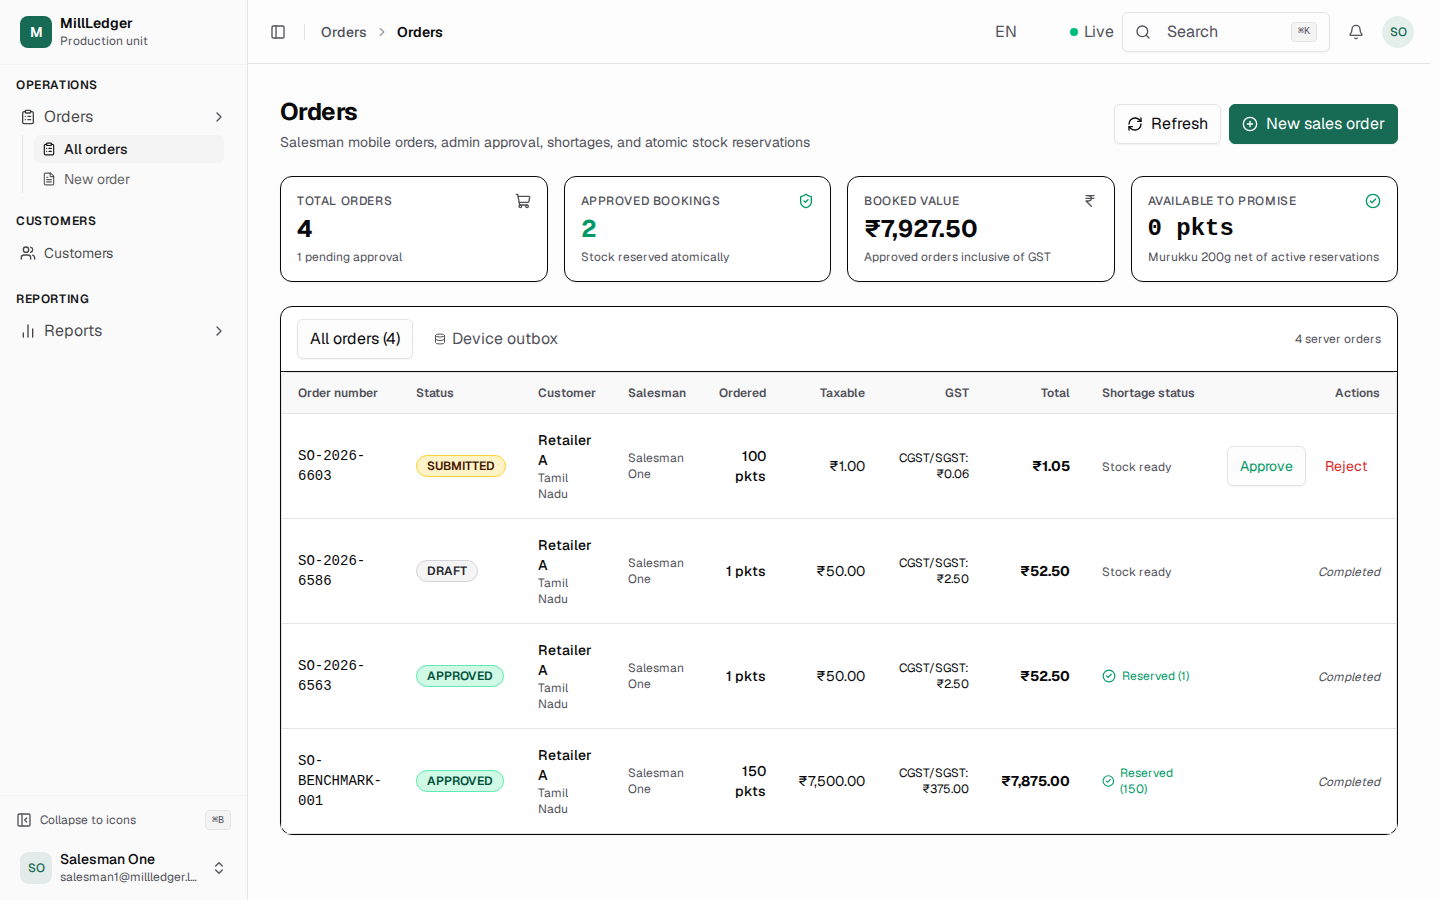 M
MillLedger
Production unit
OPERATIONS
Orders
All orders
New order
CUSTOMERS
Customers
REPORTING
Reports
Collapse to icons
⌘B
SO
Salesman One
salesman1@millledger.l...
Orders > Orders
EN
Live
Search
⌘K
SO
Orders
Salesman mobile orders, admin approval, shortages, and atomic stock reservations
Refresh
New sales order
TOTAL ORDERS
4
1 pending approval
APPROVED BOOKINGS
2
Stock reserved atomically
BOOKED VALUE
₹
₹7,927.50
Approved orders inclusive of GST
AVAILABLE TO PROMISE
0 pkts
Murukku 200g net of active reservations
All orders (4)
Device outbox
4 server orders
Order number Status Customer Salesman Ordered Taxable GST Total Shortage status Actions
SO-2026-
6603
SUBMITTED
Retailer
A
Tamil
Nadu
Salesman
One
100
pkts
₹1.00
CGST/SGST:
₹0.06
₹1.05
Stock ready
Approve
Reject
SO-2026-
6586
DRAFT
Retailer
A
Tamil
Nadu
Salesman
One
1 pkts
₹50.00
CGST/SGST:
₹2.50
₹52.50
Stock ready
Completed
SO-2026-
6563
APPROVED
Retailer
A
Tamil
Nadu
Salesman
One
1 pkts
₹50.00
CGST/SGST:
₹2.50
₹52.50
Reserved (1)
Completed
SO-
BENCHMARK-
001
APPROVED
Retailer
A
Tamil
Nadu
Salesman
One
150
pkts
₹7,500.00
CGST/SGST:
₹375.00
₹7,875.00
Reserved
(150)
Completed